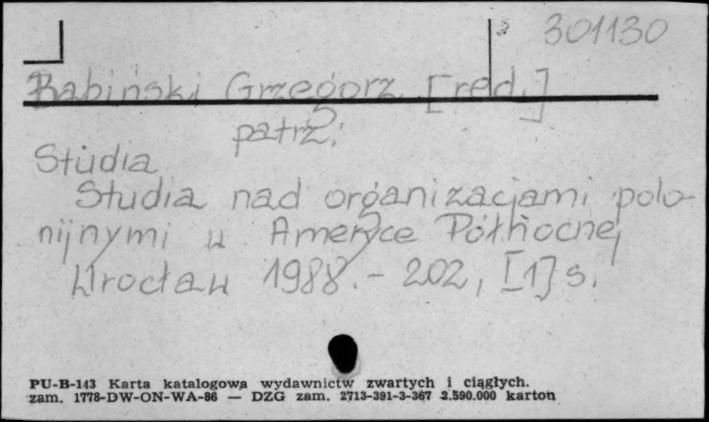 301130
Babiński Grzegorz [red.]
patrz:
Studia
Studia nad organizacjami polo-
nijnymi w Ameryce Północnej
Wrocław 1988. - 202, [1] s.
PU-B-143 Karta katalogowa wydawnictw zwartych i ciągłych.
zam. 1778-DW-ON-WA-86 — DZG zam. 2713-391-3-367 2.590.000 karton